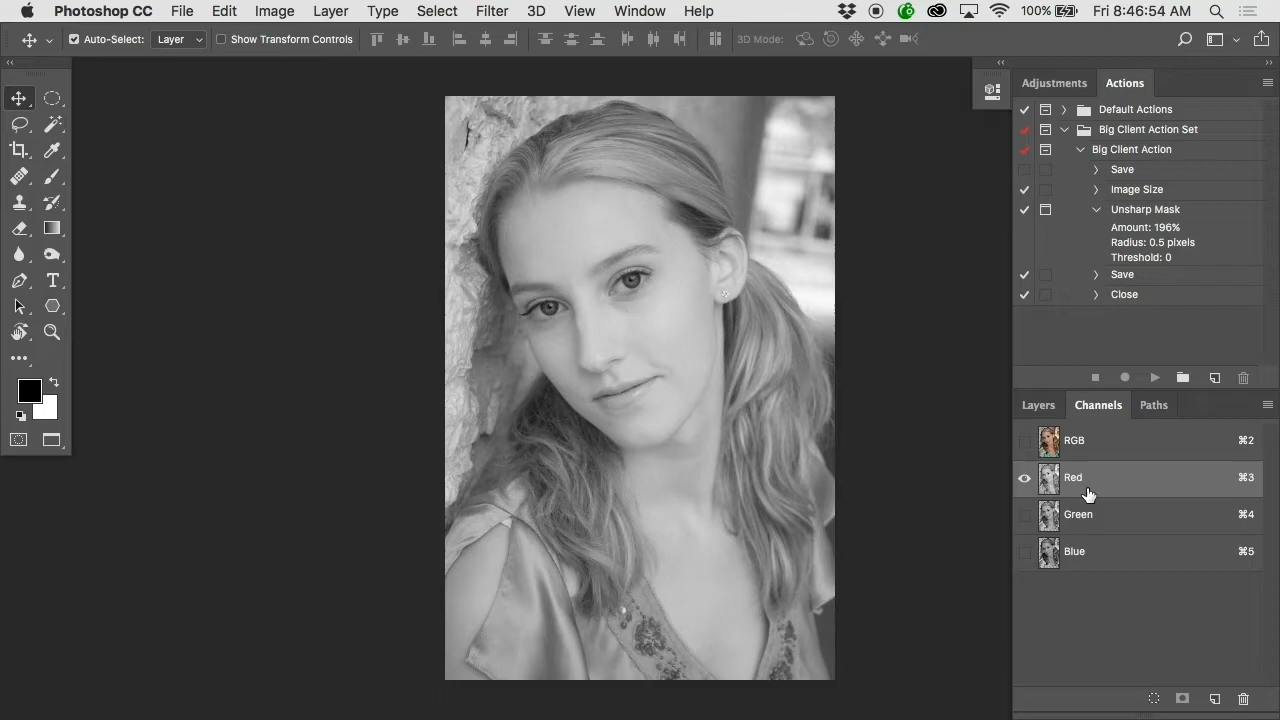 Photoshop CC File Edit Image Layer Type Select Filter 3D View Window Help 100% Fri 8:46:54 AM
Auto-Select: Layer Show Transform Controls 3D Mode:
Adjustments Actions
Default Actions
Big Client Action Set
Big Client Action
Save
Image Size
Unsharp Mask
Amount: 196%
Radius: 0.5 pixels
Threshold: 0
Save
Close
Layers Channels Paths
RGB ⌘2
Red ⌘3
Green ⌘4
Blue ⌘5